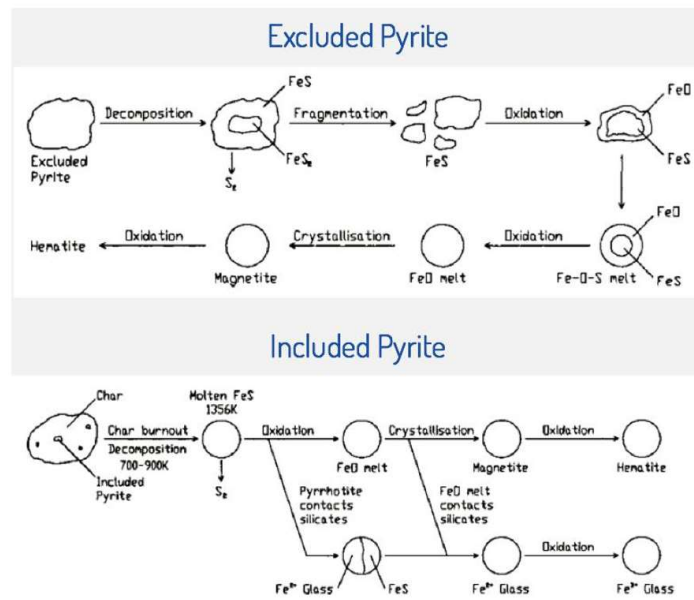 Excluded Pyrite
FeS
Decomposition
Fragmentation
Oxidation
FeO
Excluded
Pyrite
FeS₂
S₂
FeS
FeS
FeO
Hematite
Oxidation
Crystallisation
Oxidation
Magnetite
FeO melt
Fe-O-S melt
FeS
Included Pyrite
Char
Molten FeS
1356K
Char burnout
Oxidation
Crystallisation
Oxidation
Decomposition
700-900K
FeO melt
Magnetite
Hematite
Included
Pyrite
S₂
Pyrrhotite
contacts
silicates
FeO melt
contacts
silicates
Oxidation
Fe²⁺ Glass
FeS
Fe²⁺ Glass
Fe³⁺ Glass